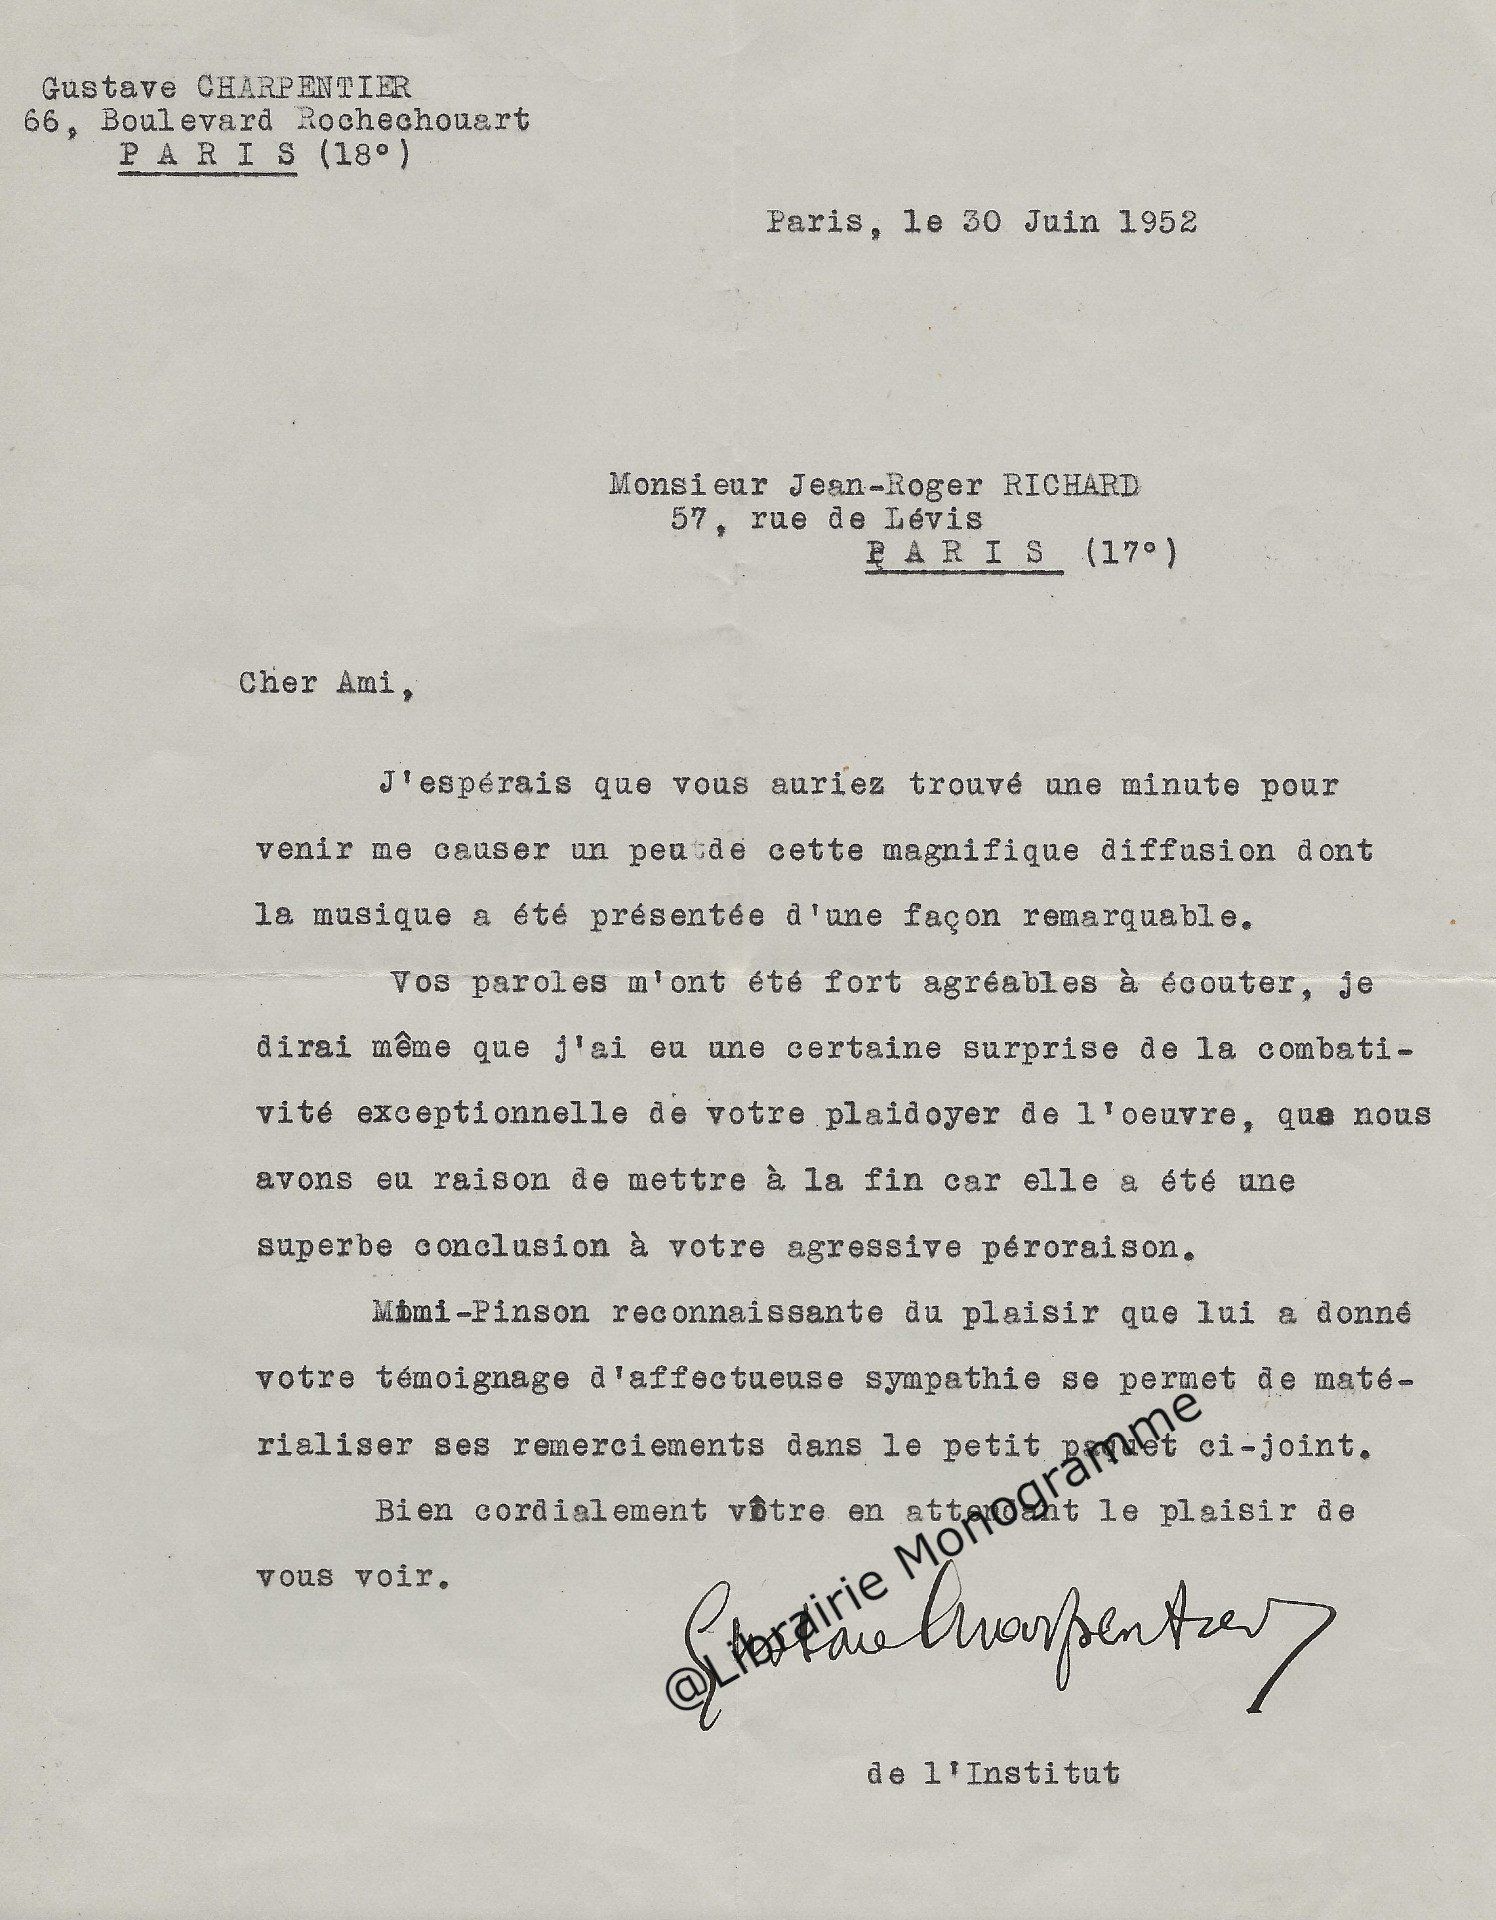 Gustave CHARPENTIER
66, Boulevard Rochechouart
P A R I S (18°)
Paris, le 30 Juin 1952
Monsieur Jean-Roger RICHARD
57, rue de Lévis
P A R I S (17°)
Cher Ami,
J'espérais que vous auriez trouvé une minute pour
venir me causer un peu de cette magnifique diffusion dont
la musique a été présentée d'une façon remarquable.
Vos paroles m'ont été fort agréables à écouter, je
dirai même que j'ai eu une certaine surprise de la combati-
vité exceptionnelle de votre plaidoyer de l'oeuvre, que nous
avons eu raison de mettre à la fin car elle a été une
superbe conclusion à votre agressive péroraison.
Mimi-Pinson reconnaissante du plaisir que lui a donné
votre témoignage d'affectueuse sympathie se permet de maté-
rialiser ses remerciements dans le petit paquet ci-joint.
Bien cordialement vôtre en attendant le plaisir de
vous voir.
Gustave Charpentier
@Librairie Monogramme
de l'Institut